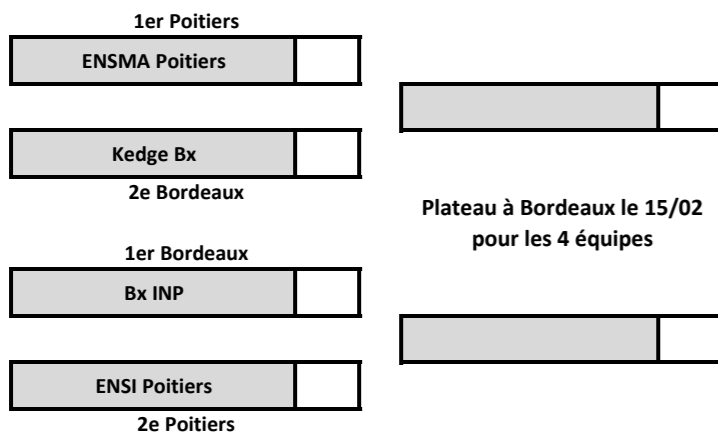 1er Poitiers
ENSMA Poitiers
Kedge Bx
2e Bordeaux
Plateau à Bordeaux le 15/02
pour les 4 équipes
1er Bordeaux
Bx INP
ENSI Poitiers
2e Poitiers